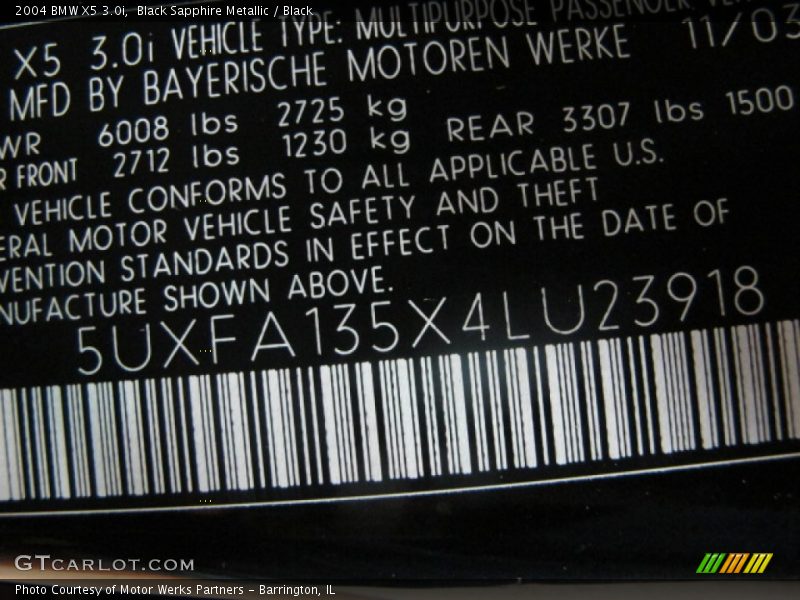 2004 BMW X5 3.0i, Black Sapphire Metallic / Black
X5 3.0i VEHICLE TYPE: MULTIPURPOSE PASSENGER
MFD BY BAYERISCHE MOTOREN WERKE 11/03
WR 6008 lbs 2725 kg
R FRONT 2712 lbs 1230 kg REAR 3307 lbs 1500
VEHICLE CONFORMS TO ALL APPLICABLE U.S.
ERAL MOTOR VEHICLE SAFETY AND THEFT
VENTION STANDARDS IN EFFECT ON THE DATE OF
NUFACTURE SHOWN ABOVE.
5UXFA135X4LU23918
GTCARLOT.COM
Photo Courtesy of Motor Werks Partners - Barrington, IL